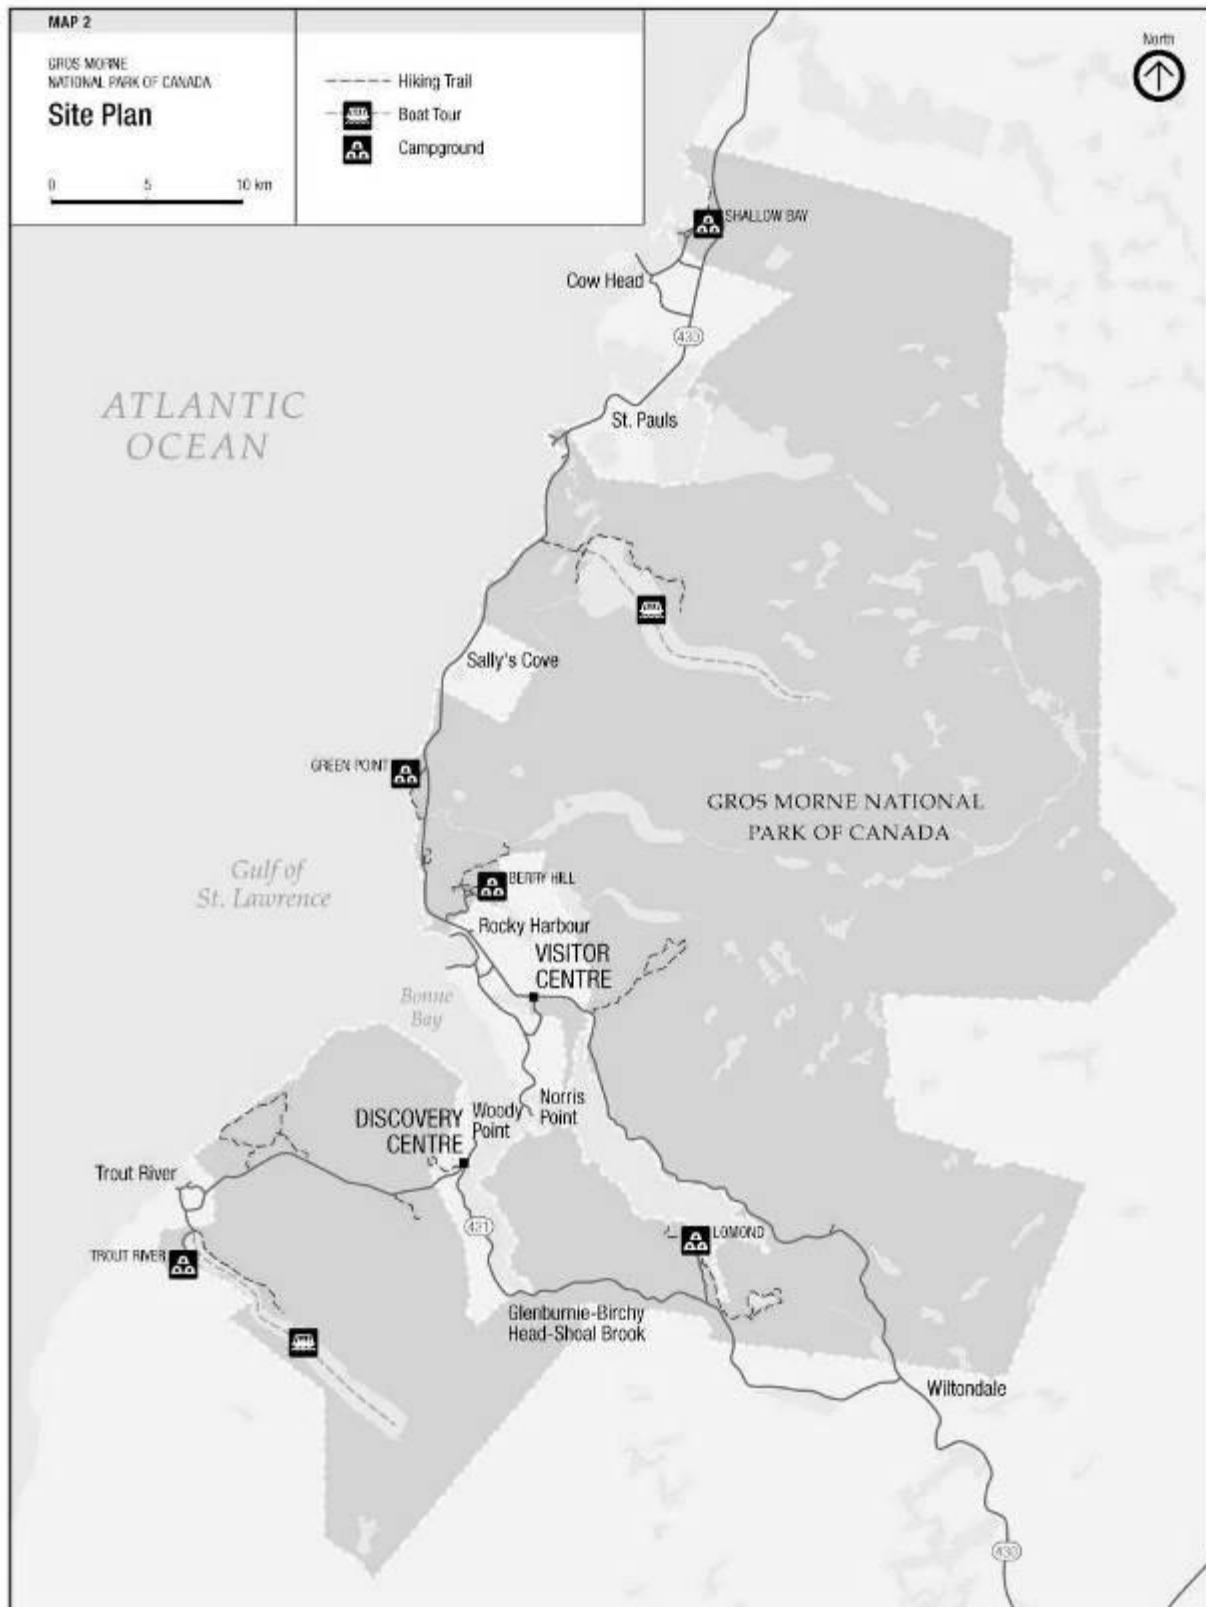 MAP 2
GROS MORNE
NATIONAL PARK OF CANADA
Site Plan
0 5 10 km
Hiking Trail
Boat Tour
Campground
North
SHALLOW BAY
Cow Head
430
ATLANTIC
OCEAN
St. Pauls
Sally's Cove
GREEN POINT
GROS MORNE NATIONAL
PARK OF CANADA
Gulf of
St. Lawrence
BERRY HILL
Rocky Harbour
VISITOR
CENTRE
Bonne
Bay
Norris
Point
Woody
Point
DISCOVERY
CENTRE
Trout River
431
LOMOND
TROUT RIVER
Glenburnie-Birchy
Head-Shoal Brook
Wiltondale
430